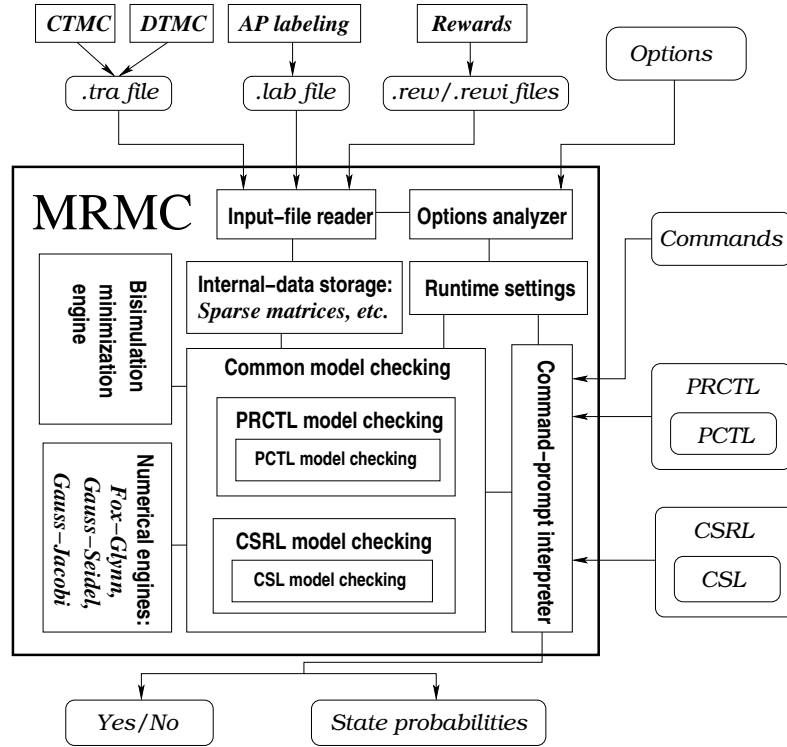 CTMC
DTMC
AP labeling
Rewards
Options
.tra file
.lab file
.rew/.rewi files
MRMC
Input−file reader
Options analyzer
Commands
Bisimulation
minimization
engine
Internal−data storage:
Sparse matrices, etc.
Runtime settings
Common model checking
PRCTL model checking
PCTL model checking
Command−prompt interpreter
PRCTL
PCTL
Numerical engines:
Fox−Glynn,
Gauss−Seidel,
Gauss−Jacobi
CSRL model checking
CSL model checking
CSRL
CSL
Yes/No
State probabilities